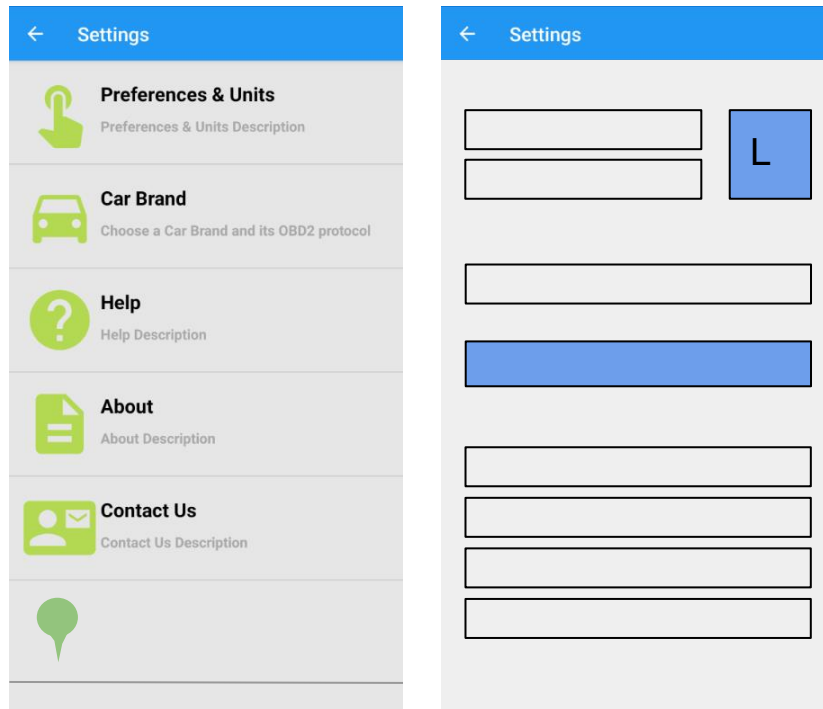 Settings
Preferences & Units
Preferences & Units Description
Car Brand
Choose a Car Brand and its OBD2 protocol
Help
Help Description
About
About Description
Contact Us
Contact Us Description
Settings
L